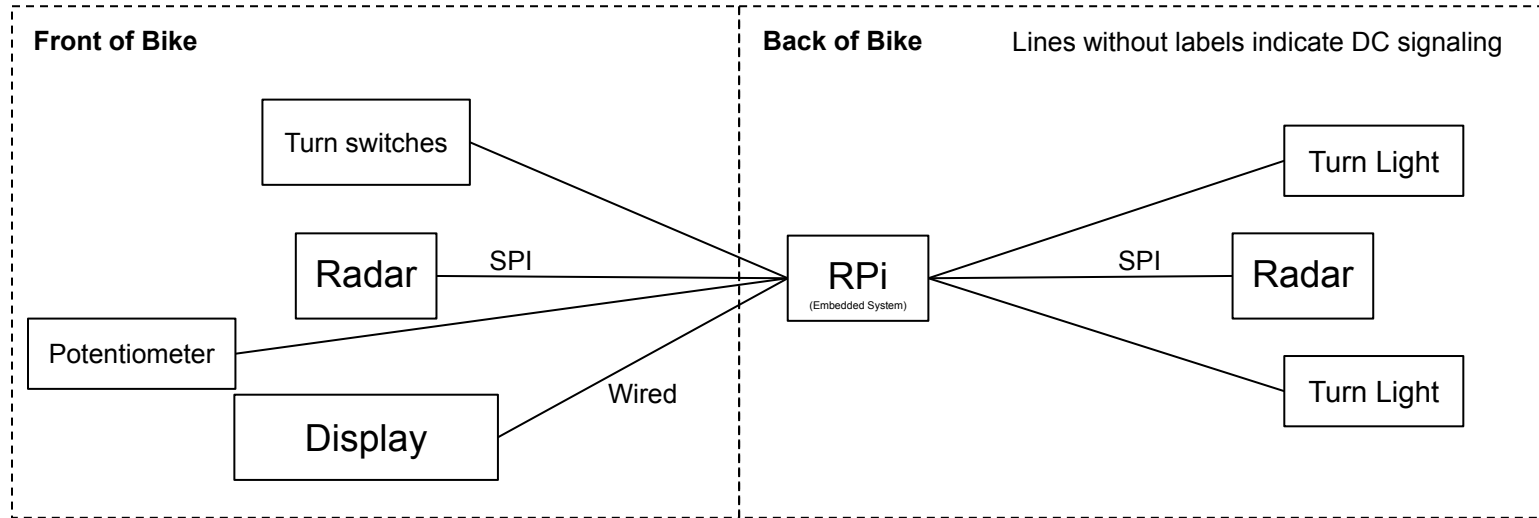 Front of Bike
Back of Bike
Lines without labels indicate DC signaling
Turn switches
Radar
SPI
Potentiometer
Display
Wired
RPi
(Embedded System)
Turn Light
SPI
Radar
Turn Light